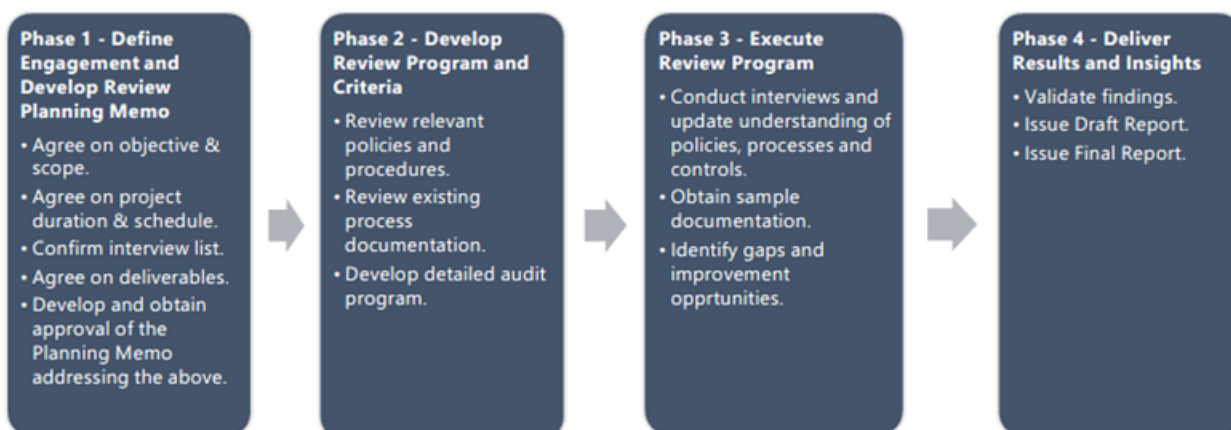 Phase 1 - Define
Engagement and
Develop Review
Planning Memo
• Agree on objective &
scope.
• Agree on project
duration & schedule.
• Confirm interview list.
• Agree on deliverables.
• Develop and obtain
approval of the
Planning Memo
addressing the above.
Phase 2 - Develop
Review Program and
Criteria
• Review relevant
policies and
procedures.
• Review existing
process
documentation.
• Develop detailed audit
program.
Phase 3 - Execute
Review Program
• Conduct interviews and
update understanding of
policies, processes and
controls.
• Obtain sample
documentation.
• Identify gaps and
improvement
opprtunities.
Phase 4 - Deliver
Results and Insights
• Validate findings.
• Issue Draft Report.
• Issue Final Report.